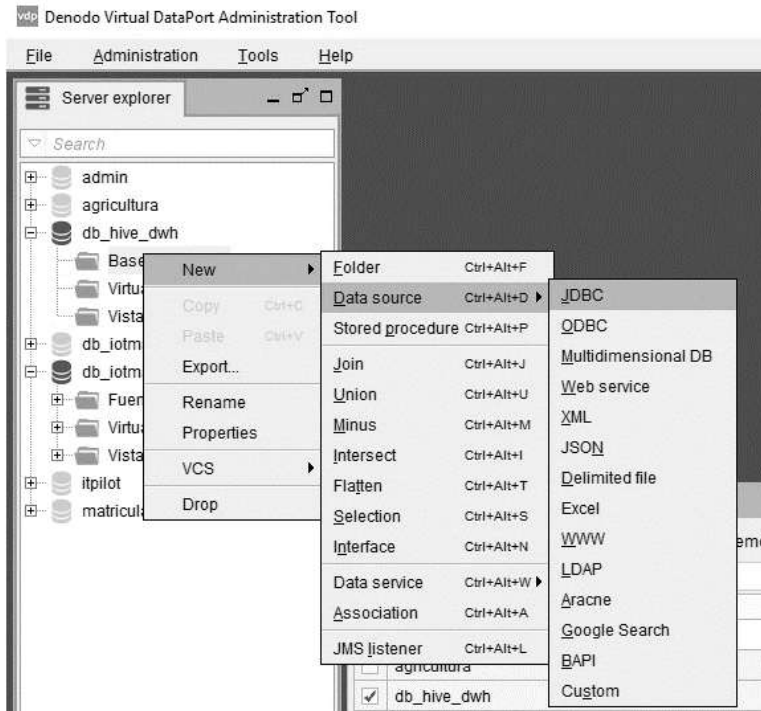 vdp Denodo Virtual DataPort Administration Tool
File Administration Tools Help
Server explorer
Search
admin
agricultura
db_hive_dwh
Base
Virtu
Vista
db_iotm
db_iotm
Fuen
Virtu
Vista
itpilot
matricul
New
Copy Ctrl+C
Paste Ctrl+V
Export...
Rename
Properties
VCS
Drop
Folder Ctrl+Alt+F
Data source Ctrl+Alt+D
Stored procedure Ctrl+Alt+P
Join Ctrl+Alt+J
Union Ctrl+Alt+U
Minus Ctrl+Alt+M
Intersect Ctrl+Alt+I
Flatten Ctrl+Alt+T
Selection Ctrl+Alt+S
Interface Ctrl+Alt+N
Data service Ctrl+Alt+W
Association Ctrl+Alt+A
JMS listener Ctrl+Alt+L
JDBC
ODBC
Multidimensional DB
Web service
XML
JSON
Delimited file
Excel
WWW
LDAP
Aracne
Google Search
BAPI
Custom
eme
agricultura
db_hive_dwh